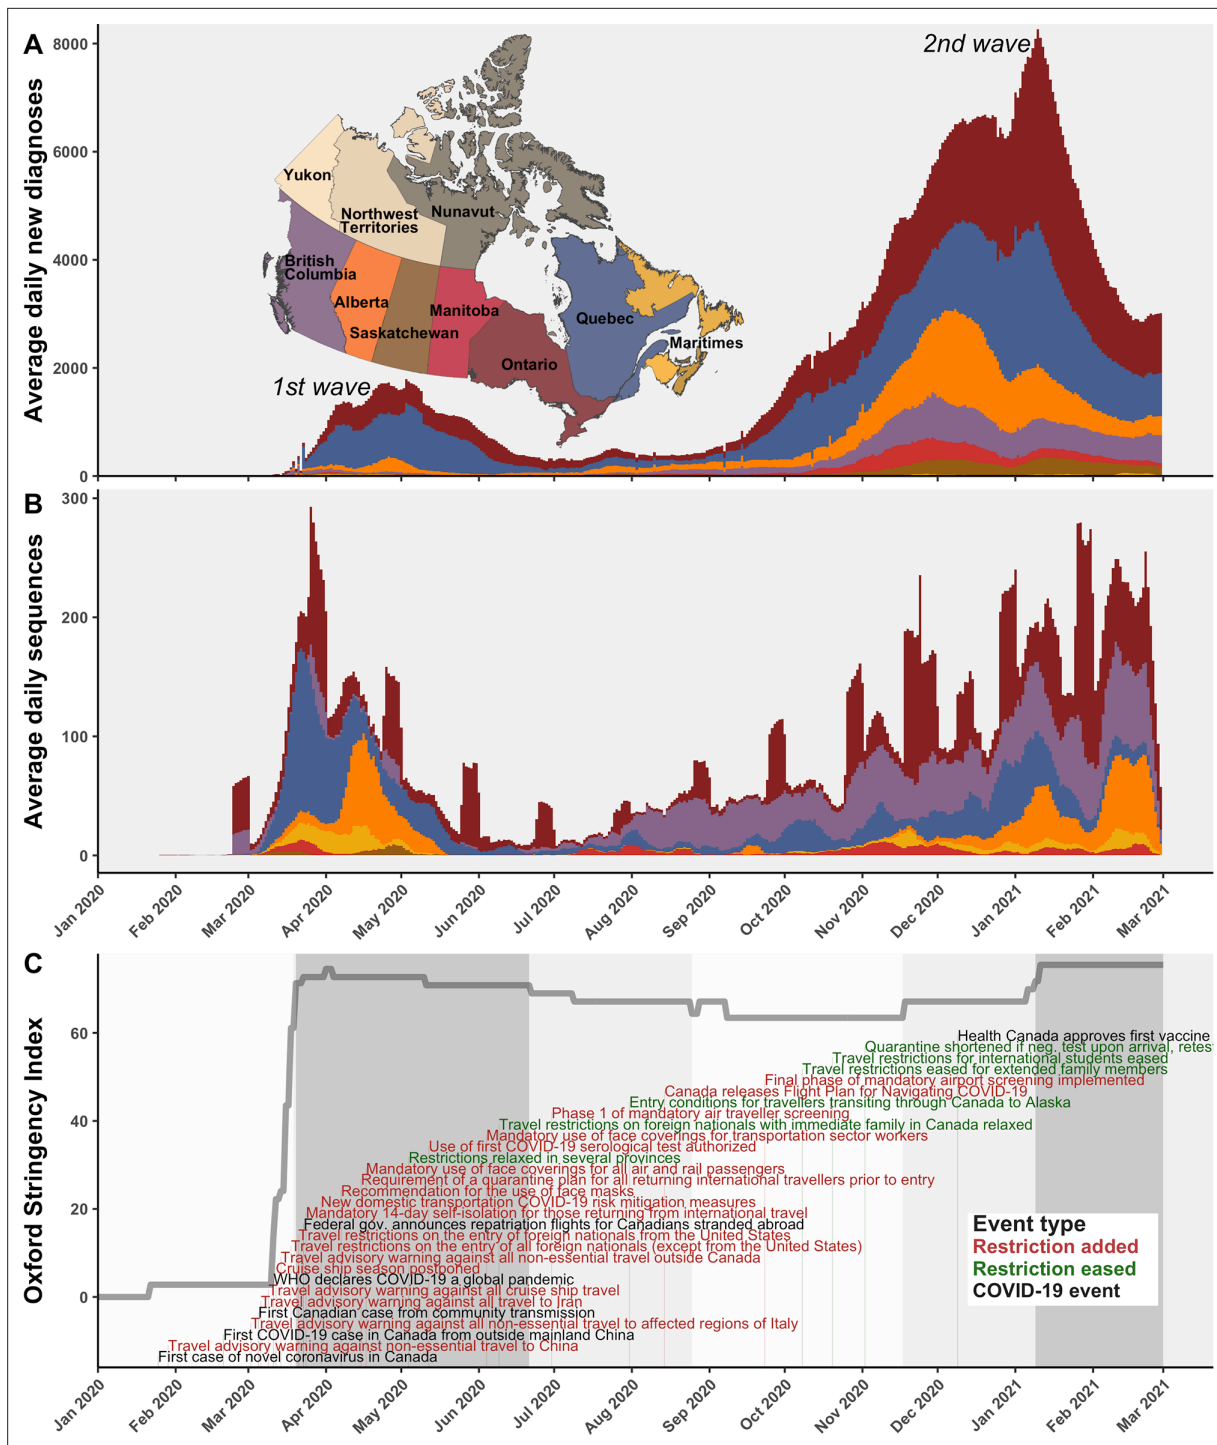 A
Average daily new diagnoses
8000
6000
4000
2000
0
1st wave
2nd wave
Yukon
Northwest
Territories
Nunavut
British
Columbia
Alberta
Saskatchewan
Manitoba
Ontario
Quebec
Maritimes
B
Average daily sequences
300
200
100
0
Jan 2020
Feb 2020
Mar 2020
Apr 2020
May 2020
Jun 2020
Jul 2020
Aug 2020
Sep 2020
Oct 2020
Nov 2020
Dec 2020
Jan 2021
Feb 2021
Mar 2021
C
Oxford Stringency Index
60
40
20
0
Health Canada approves first vaccine
Quarantine shortened if neg. test upon arrival, retes
Travel restrictions for international students eased
Travel restrictions eased for extended family members
Final phase of mandatory airport screening implemented
Canada releases Flight Plan for Navigating COVID-19
Entry conditions for travellers transiting through Canada to Alaska
Phase 1 of mandatory air traveller screening
Travel restrictions on foreign nationals with immediate family in Canada relaxed
Mandatory use of face coverings for transportation sector workers
Use of first COVID-19 serological test authorized
Restrictions relaxed in several provinces
Mandatory use of face coverings for all air and rail passengers
Requirement of a quarantine plan for all returning international travellers prior to entry
Recommendation for the use of face masks
New domestic transportation COVID-19 risk mitigation measures
Mandatory 14-day self-isolation for those returning from international travel
Federal gov. announces repatriation flights for Canadians stranded abroad
Travel restrictions on the entry of foreign nationals from the United States
Travel restrictions on the entry of all foreign nationals (except from the United States)
Travel advisory warning against all non-essential travel outside Canada
Cruise ship season postponed
WHO declares COVID-19 a global pandemic
Travel advisory warning against all cruise ship travel
Travel advisory warning against all travel to Iran
First Canadian case from community transmission
Travel advisory warning against all non-essential travel to affected regions of Italy
First COVID-19 case in Canada from outside mainland China
Travel advisory warning against non-essential travel to China
First case of novel coronavirus in Canada
Event type
Restriction added
Restriction eased
COVID-19 event
Jan 2020
Feb 2020
Mar 2020
Apr 2020
May 2020
Jun 2020
Jul 2020
Aug 2020
Sep 2020
Oct 2020
Nov 2020
Dec 2020
Jan 2021
Feb 2021
Mar 2021